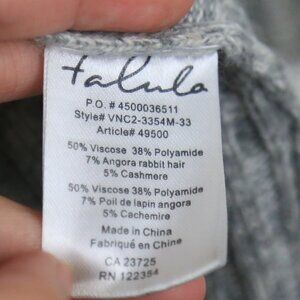 talula
P.O. # 4500036511
Style# VNC2-3354M-33
Article# 49500
50% Viscose 38% Polyamide
7% Angora rabbit hair
5% Cashmere
50% Viscose 38% Polyamide
7% Poil de lapin angora
5% Cachemire
Made in China
Fabriqué en Chine
CA 23725
RN 122354